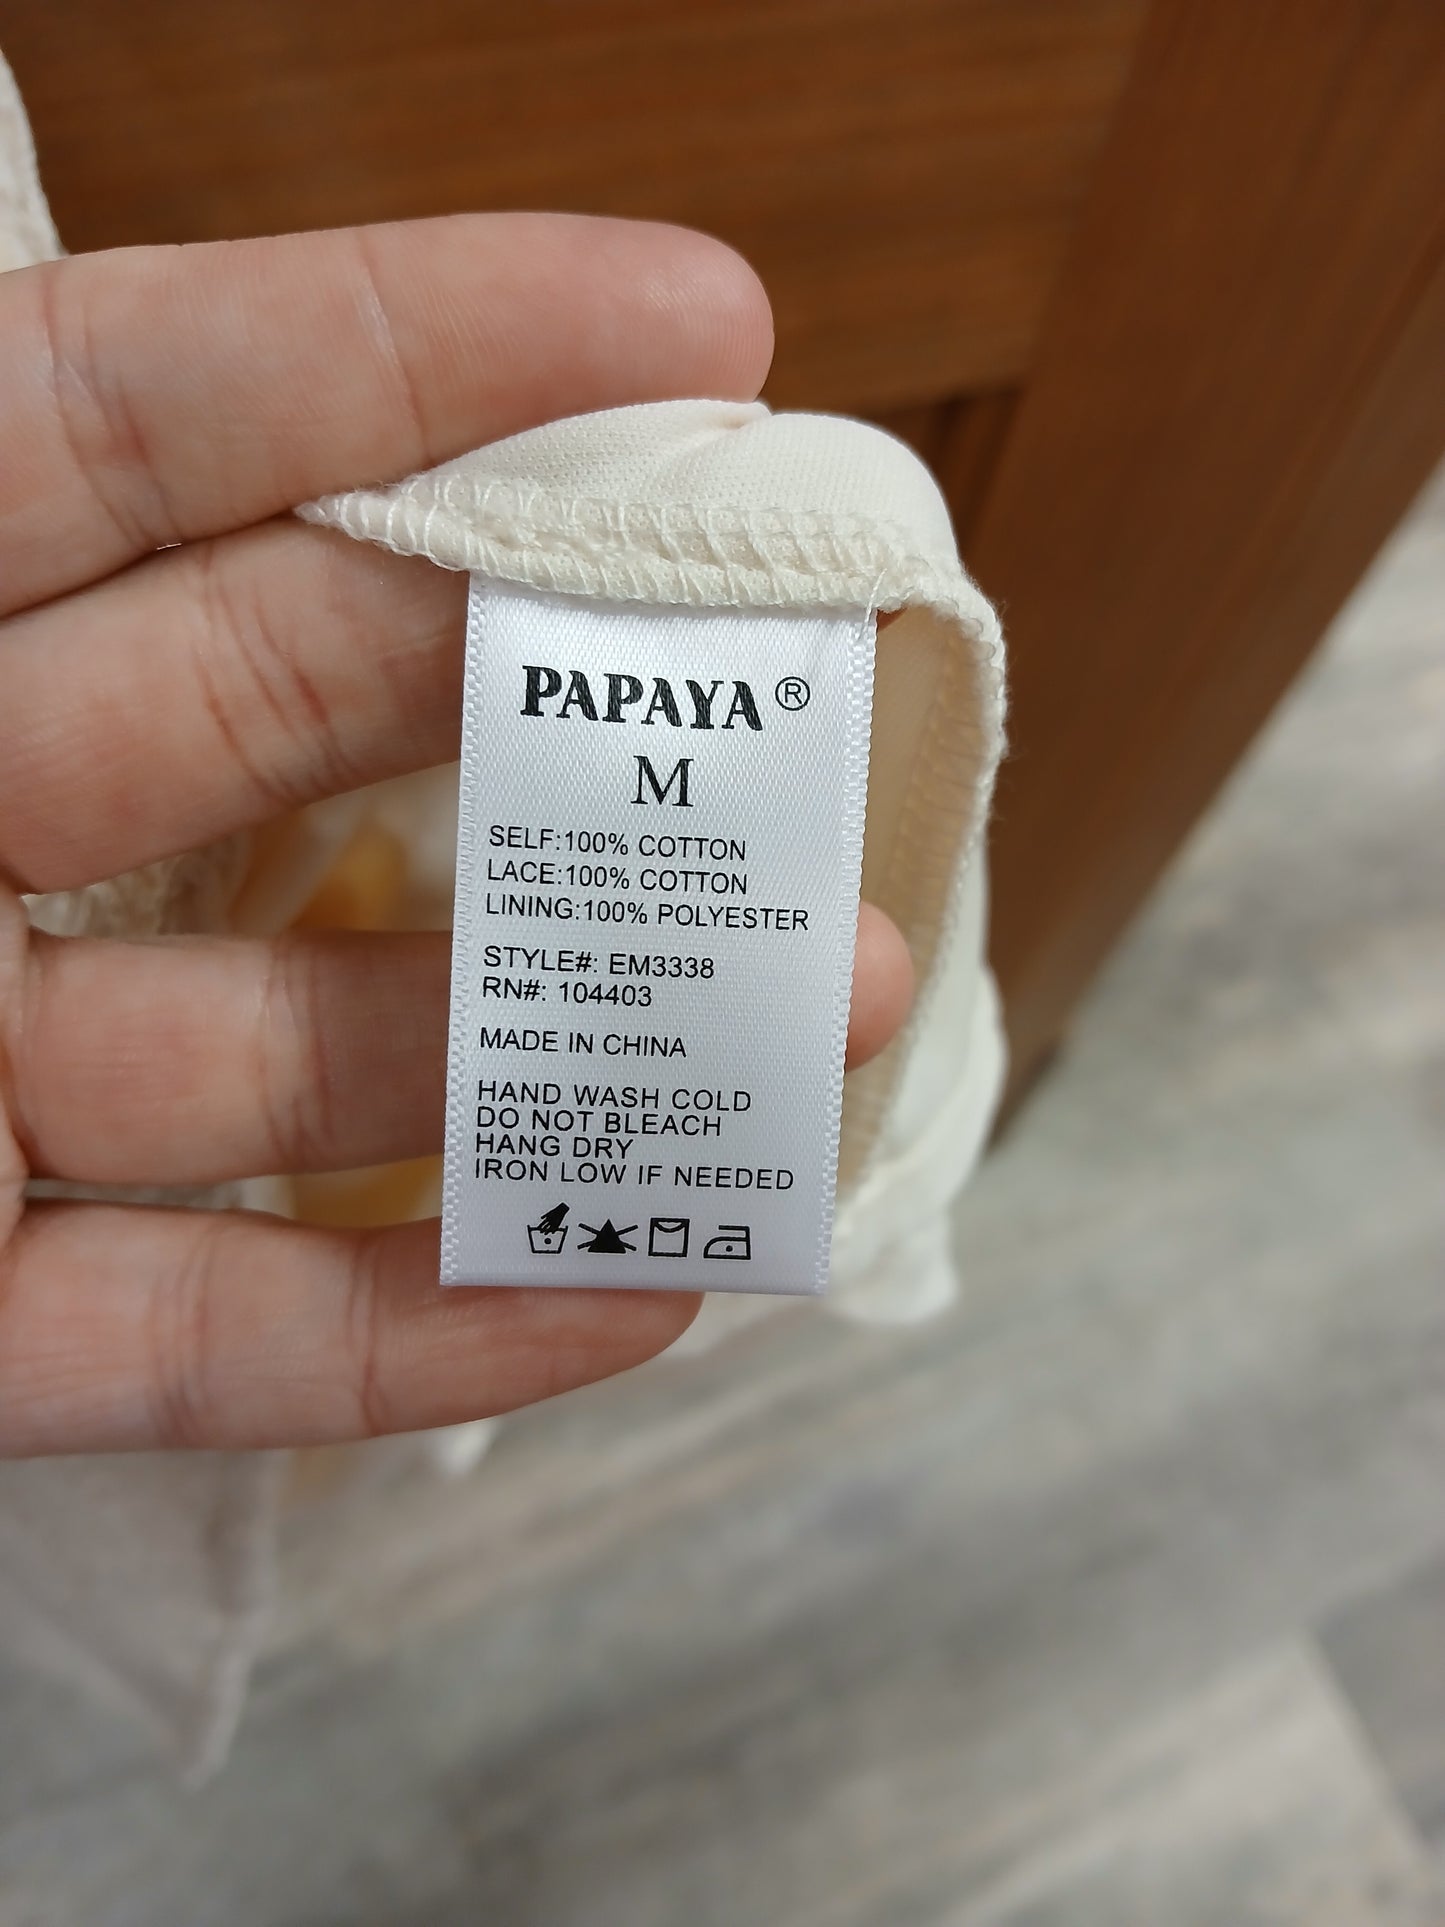 PAPAYA®
M
SELF:100% COTTON
LACE:100% COTTON
LINING:100% POLYESTER
STYLE#: EM3338
RN#: 104403
MADE IN CHINA
HAND WASH COLD
DO NOT BLEACH
HANG DRY
IRON LOW IF NEEDED